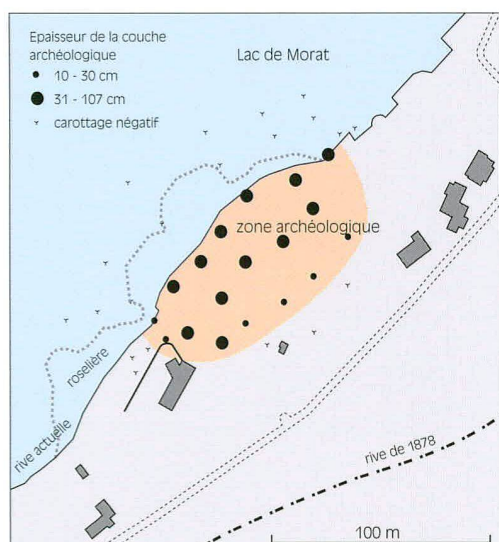 Epaisseur de la couche
archéologique
10 - 30 cm
31 - 107 cm
carottage négatif
Lac de Morat
zone archéologique
roselière
rive actuelle
rive de 1878
100 m